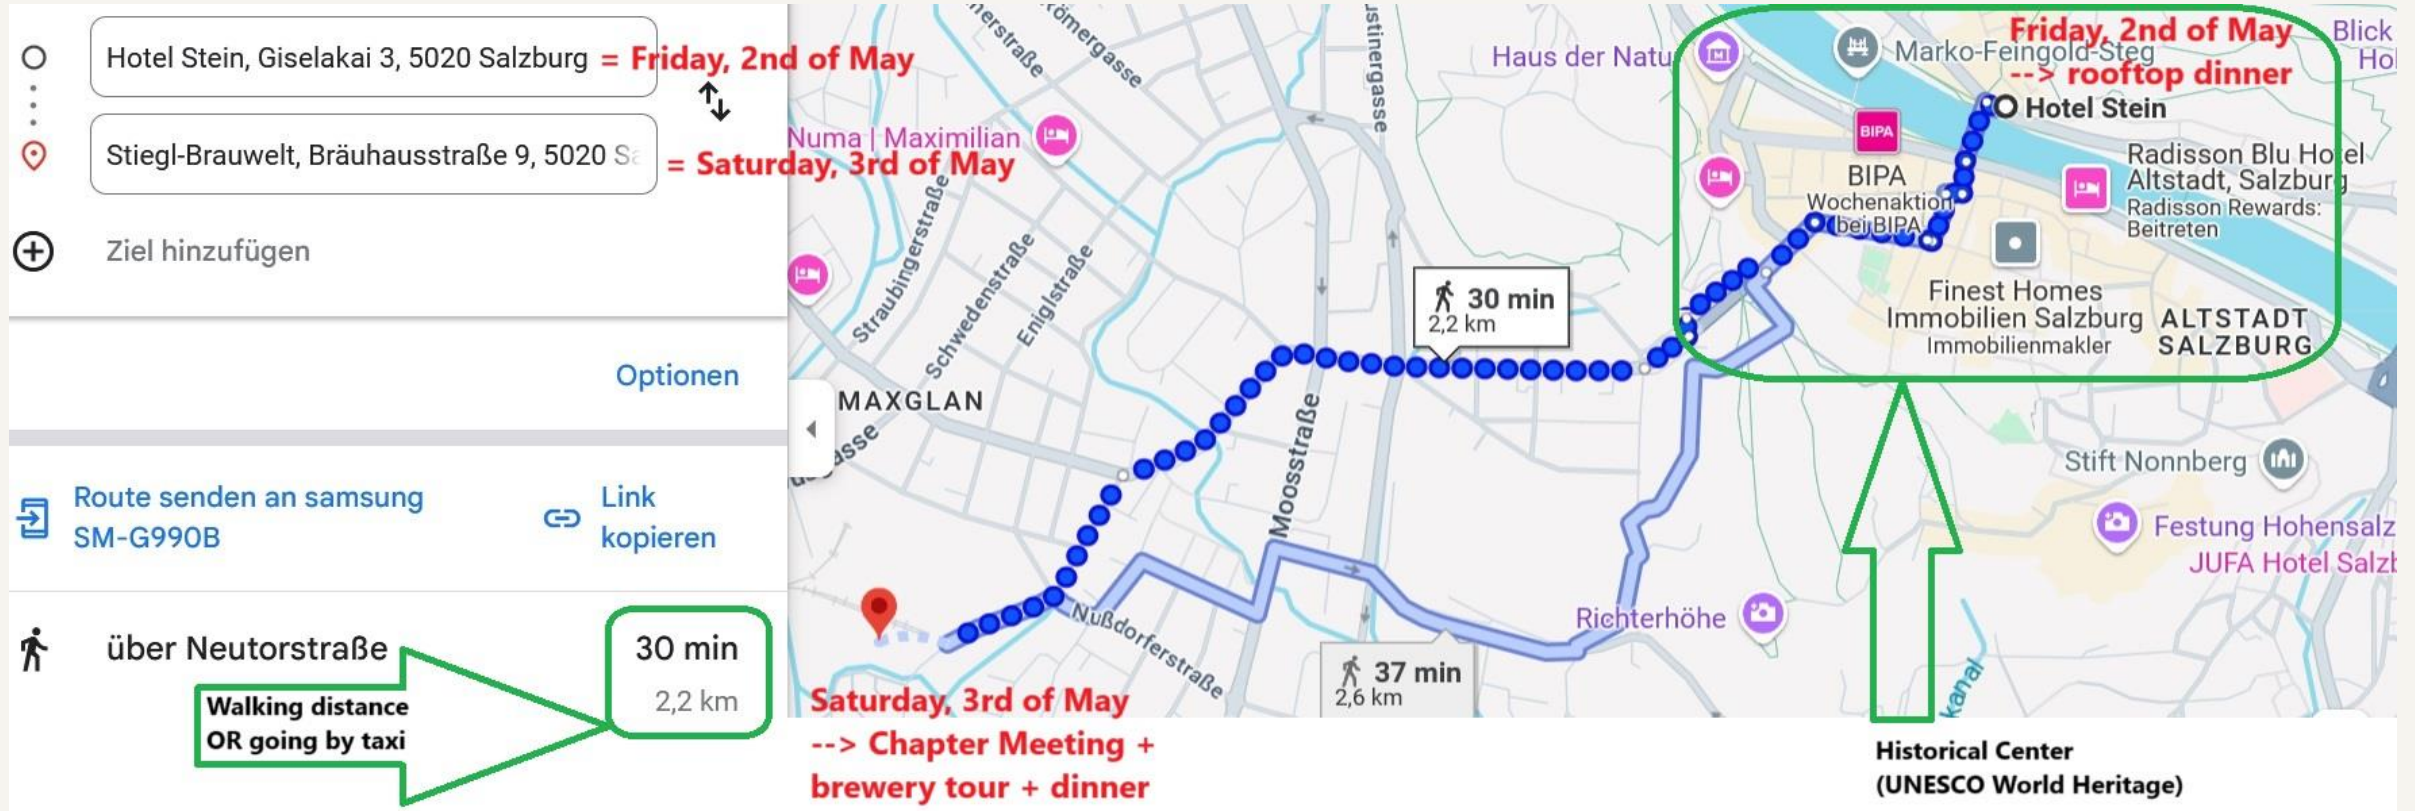 Hotel Stein, Giselakai 3, 5020 Salzburg = Friday, 2nd of May
Stiegl-Brauwelt, Bräuhausstraße 9, 5020 Sa
= Saturday, 3rd of May
Ziel hinzufügen
Optionen
Route senden an samsung
SM-G990B
Link
kopieren
über Neutorstraße
30 min
2,2 km
Walking distance
OR going by taxi
Haus der Natu
Marko-Feingold-Steg
Friday, 2nd of May
--> rooftop dinner
Blick
Hotel Stein
Numa | Maximilian
BIPA
BIPA
Wochenaktion
bei BIPA
Radisson Blu Hotel
Altstadt, Salzburg
Radisson Rewards:
Beitreten
Straubingerstraße
Schwedenstraße
Eniglstraße
30 min
2,2 km
Finest Homes
Immobilien Salzburg
Immobilienmakler
ALTSTADT
SALZBURG
MAXGLAN
Moosstraße
Stift Nonnberg
Festung Hohensalz
JUFA Hotel Salzb
Richterhöhe
Nußdorferstraße
37 min
2,6 km
kanal
Saturday, 3rd of May
--> Chapter Meeting +
brewery tour + dinner
Historical Center
(UNESCO World Heritage)